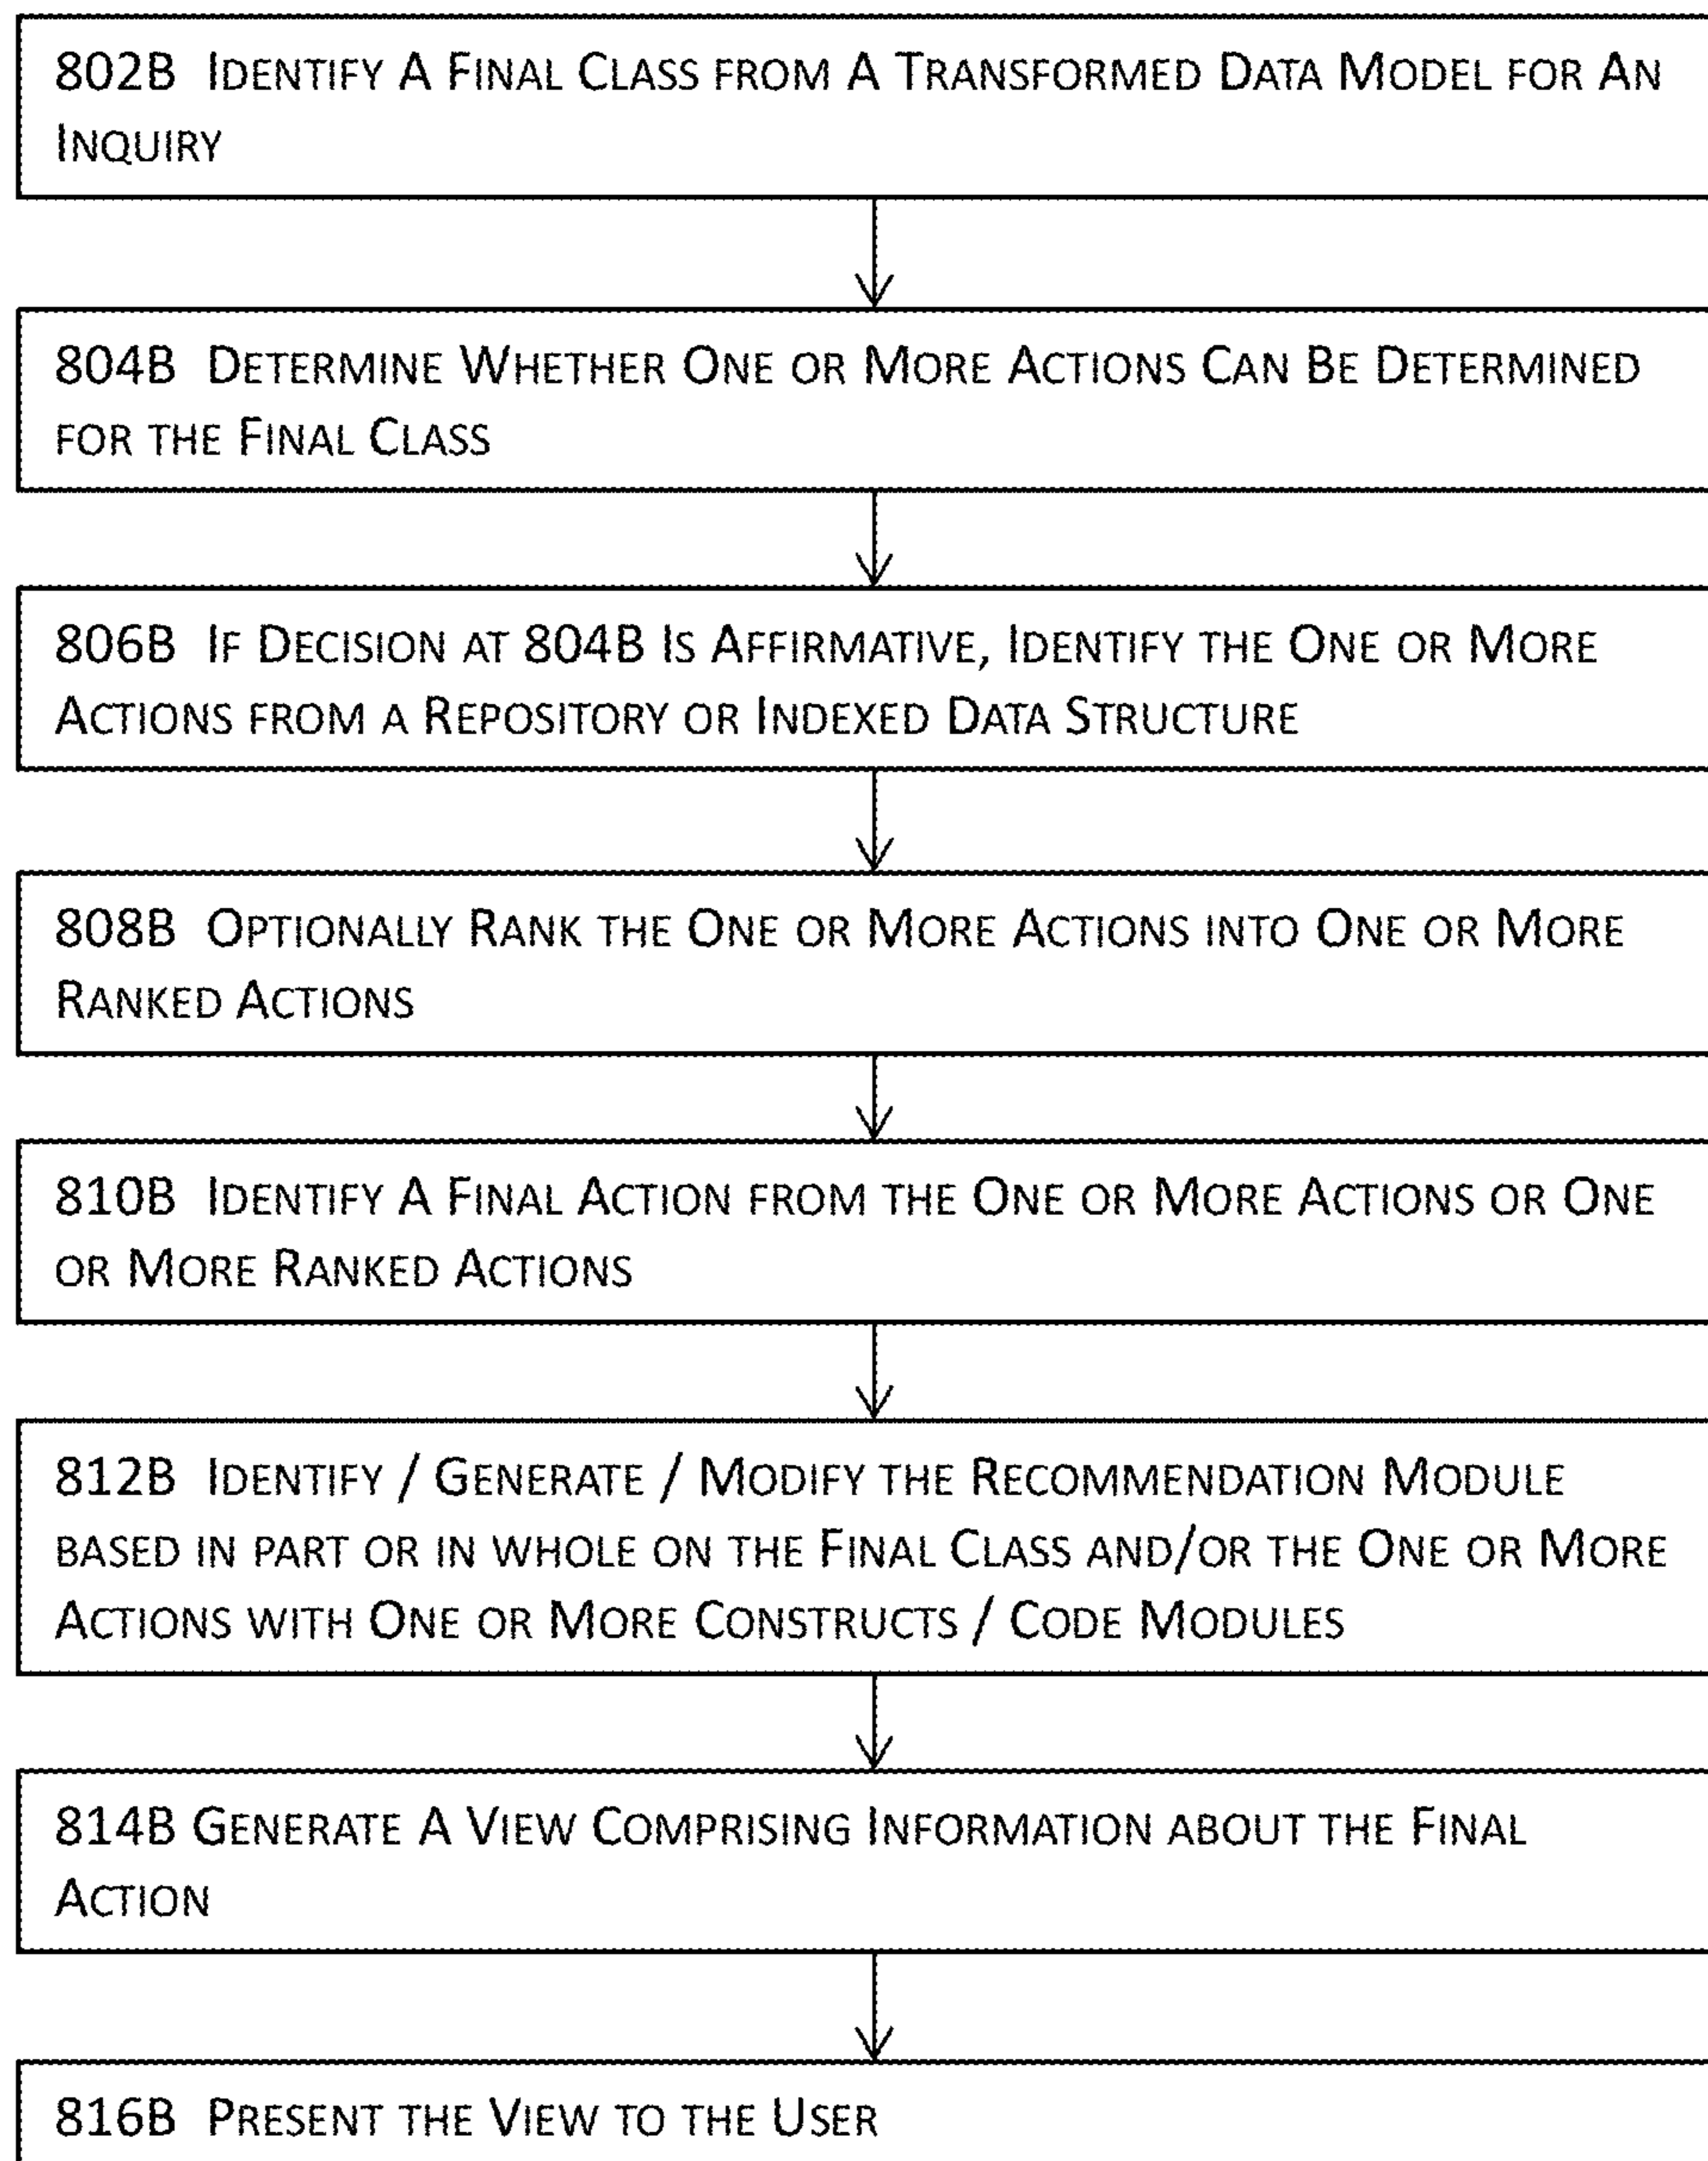 802B Identify A Final Class from A Transformed Data Model for An
Inquiry
804B Determine Whether One or More Actions Can Be Determined
for the Final Class
806B If Decision at 804B Is Affirmative, Identify the One or More
Actions from a Repository or Indexed Data Structure
808B Optionally Rank the One or More Actions into One or More
Ranked Actions
810B Identify A Final Action from the One or More Actions or One
or More Ranked Actions
812B Identify / Generate / Modify the Recommendation Module
based in part or in whole on the Final Class and/or the One or More
Actions with One or More Constructs / Code Modules
814B Generate A View Comprising Information about the Final
Action
816B Present the View to the User